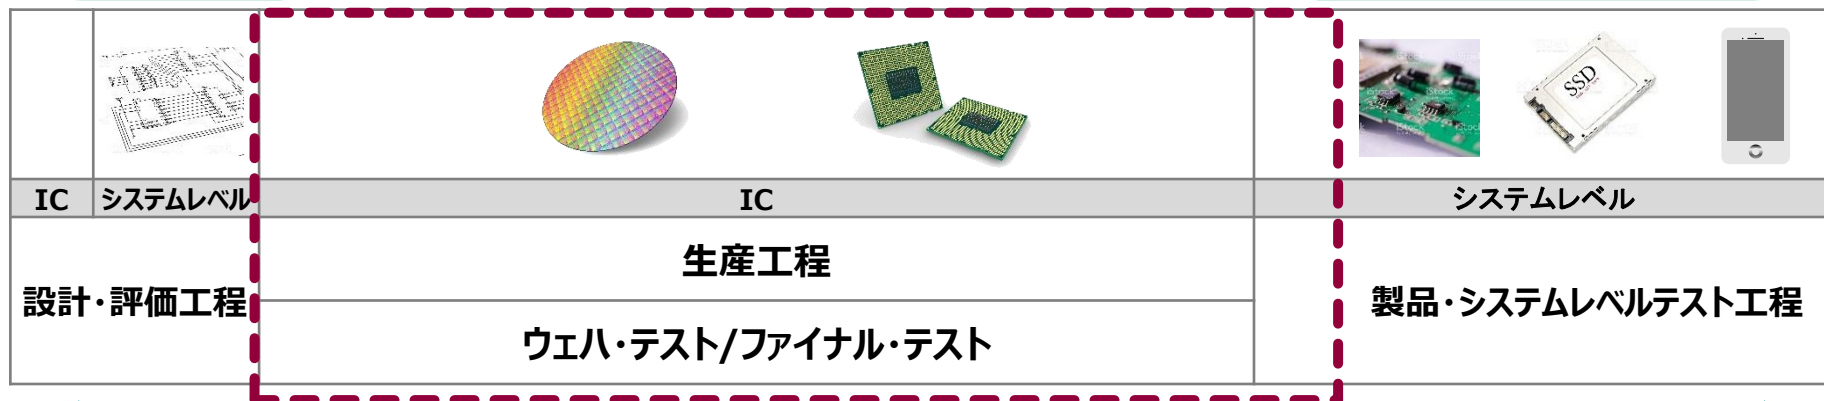 SSD
iStock
IC
システムレベル
IC
システムレベル
設計・評価工程
生産工程
製品・システムレベルテスト工程
ウェハ・テスト/ファイナル・テスト